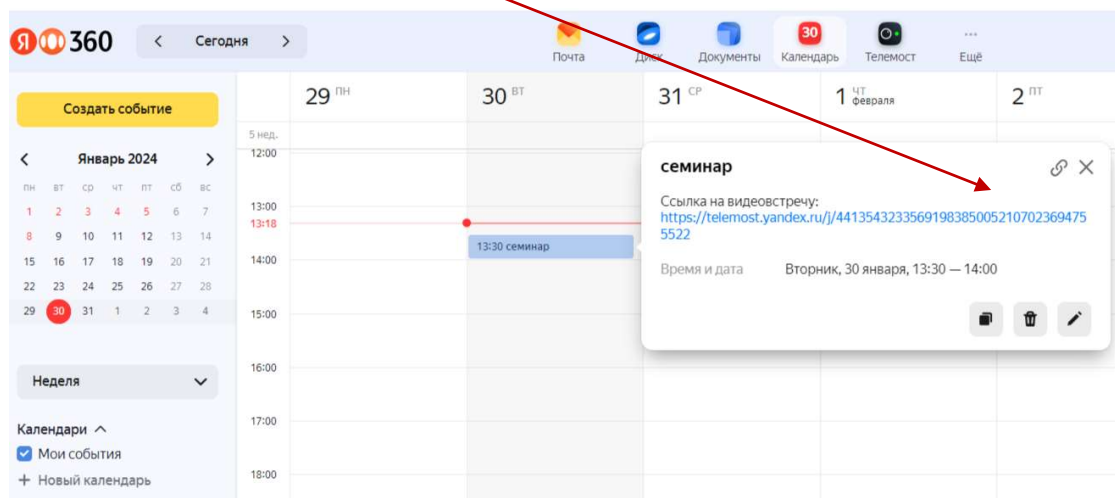 Я 360 < Сегодня >
30
Почта Диск Документы Календарь Телемост Ещё
Создать событие
29 ПН 30 ВТ 31 СР 1 ЧТ февраля 2 ПТ
5 нед.
< Январь 2024 >
пн вт ср чт пт сб вс
1 2 3 4 5 6 7
8 9 10 11 12 13 14
15 16 17 18 19 20 21
22 23 24 25 26 27 28
29 30 31 1 2 3 4
Неделя
Календари
Мои события
+ Новый календарь
12:00
13:00
13:18
14:00
15:00
16:00
17:00
18:00
13:30 семинар
семинар
Ссылка на видеовстречу:
https://telemost.yandex.ru/j/441354323356919838500521070236947​5
5522
Время и дата Вторник, 30 января, 13:30 — 14:00